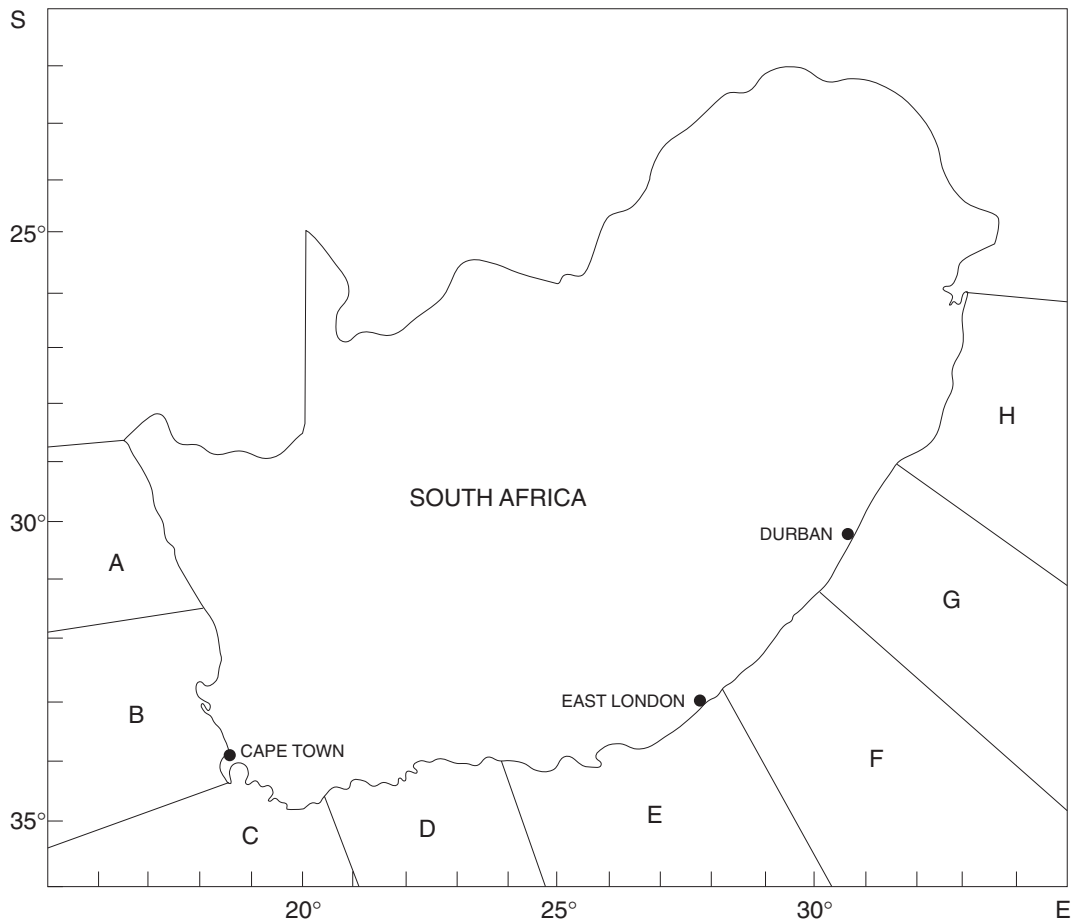 S
25°
H
SOUTH AFRICA
30°
DURBAN
A
G
EAST LONDON
B
CAPE TOWN
F
E
35°
C
D
20°
25°
30°
E